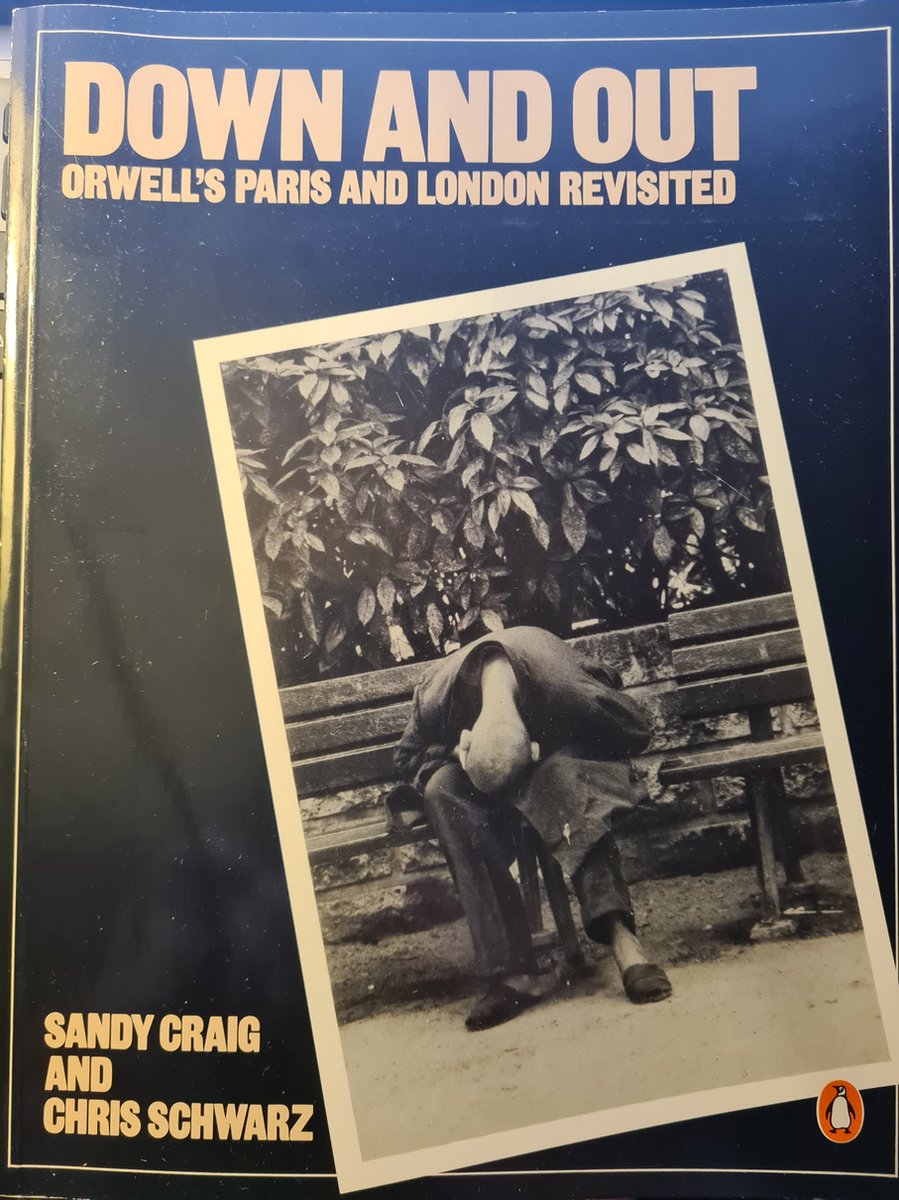 DOWN AND OUT
ORWELL'S PARIS AND LONDON REVISITED
SANDY CRAIG
AND
CHRIS SCHWARZ